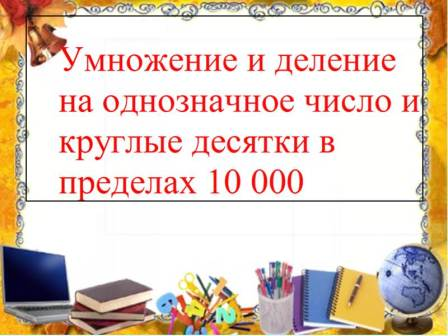 Умножение и деление
на однозначное число и
круглые десятки в
пределах 10 000